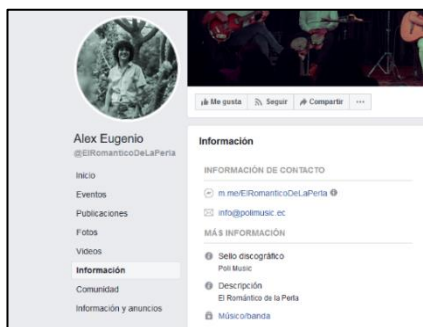 Me gusta
Seguir
Compartir
Alex Eugenio
@ElRomanticoDeLaPerla
Inicio
Eventos
Publicaciones
Fotos
Videos
Información
Comunidad
Información y anuncios
Información
INFORMACIÓN DE CONTACTO
m.me/ElRomanticoDeLaPerla
info@polimusic.ec
MÁS INFORMACIÓN
Sello discográfico
Poli Music
Descripción
El Romántico de la Perla
Músico/banda